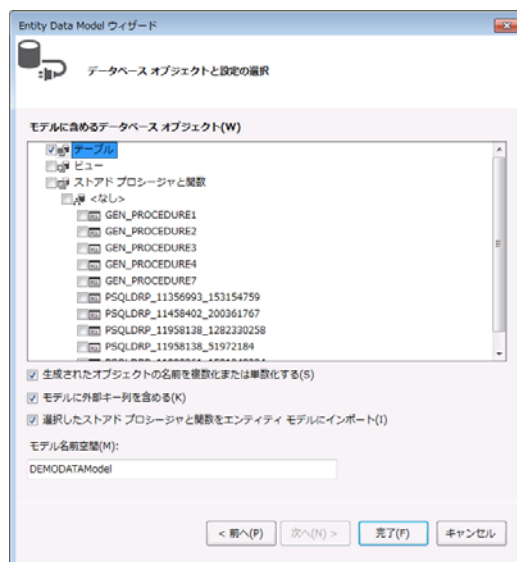 Entity Data Model ウィザード
データベース オブジェクトと設定の選択
モデルに含めるデータベース オブジェクト(W)
テーブル
ビュー
ストアド プロシージャと関数
<なし>
GEN_PROCEDURE1
GEN_PROCEDURE2
GEN_PROCEDURE3
GEN_PROCEDURE4
GEN_PROCEDURE7
PSQLDRP_11356993_153154759
PSQLDRP_11458402_200361767
PSQLDRP_11958138_1282330258
PSQLDRP_11958138_51972184
生成されたオブジェクトの名前を複数化または単数化する(S)
モデルに外部キー列を含める(K)
選択したストアド プロシージャと関数をエンティティ モデルにインポート(I)
モデル名前空間(M):
DEMODATAModel
< 前へ(P)
次へ(N) >
完了(F)
キャンセル